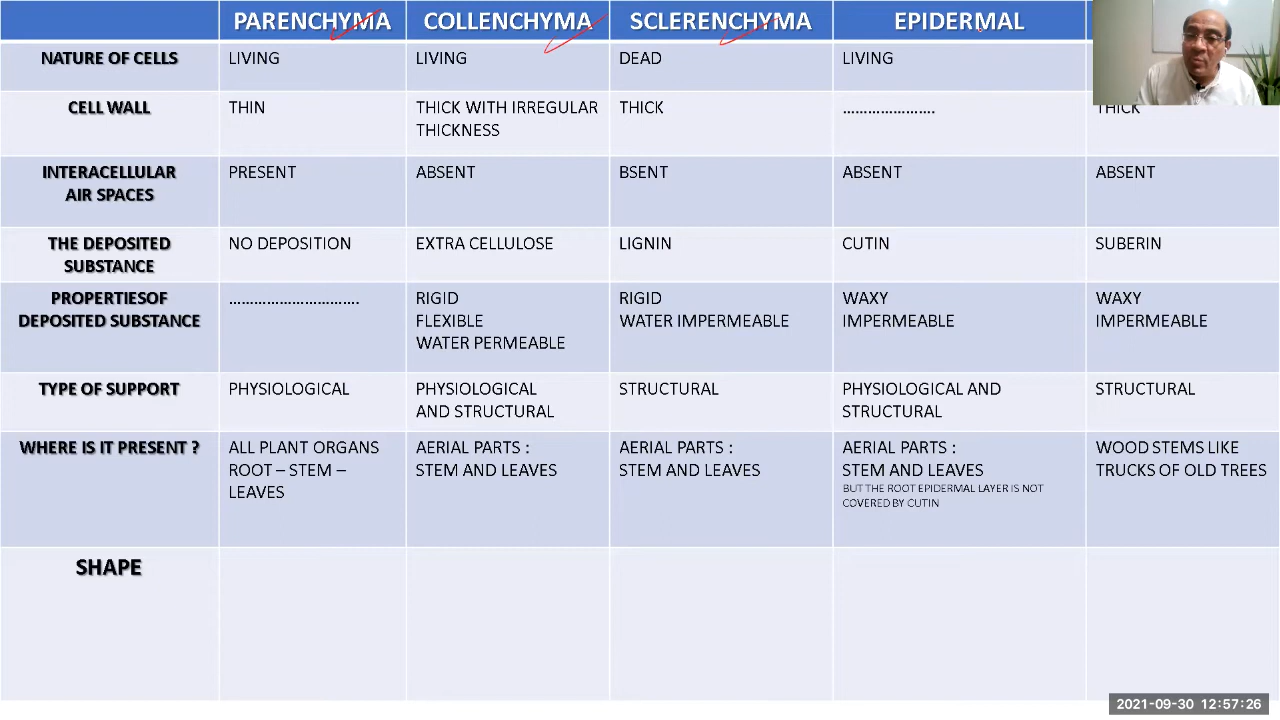 PARENCHYMA COLLENCHYMA SCLERENCHYMA EPIDERMAL
NATURE OF CELLS LIVING LIVING DEAD LIVING
CELL WALL THIN THICK WITH IRREGULAR THICK ..................... THICK
THICKNESS
INTERACELLULAR PRESENT ABSENT BSENT ABSENT ABSENT
AIR SPACES
THE DEPOSITED NO DEPOSITION EXTRA CELLULOSE LIGNIN CUTIN SUBERIN
SUBSTANCE
PROPERTIESOF ............................. RIGID RIGID WAXY WAXY
DEPOSITED SUBSTANCE FLEXIBLE WATER IMPERMEABLE IMPERMEABLE IMPERMEABLE
WATER PERMEABLE
TYPE OF SUPPORT PHYSIOLOGICAL PHYSIOLOGICAL STRUCTURAL PHYSIOLOGICAL AND STRUCTURAL
AND STRUCTURAL STRUCTURAL
WHERE IS IT PRESENT ? ALL PLANT ORGANS AERIAL PARTS : AERIAL PARTS : AERIAL PARTS : WOOD STEMS LIKE
ROOT – STEM – STEM AND LEAVES STEM AND LEAVES STEM AND LEAVES TRUCKS OF OLD TREES
LEAVES BUT THE ROOT EPIDERMAL LAYER IS NOT
COVERED BY CUTIN
SHAPE
2021-09-30 12:57:26